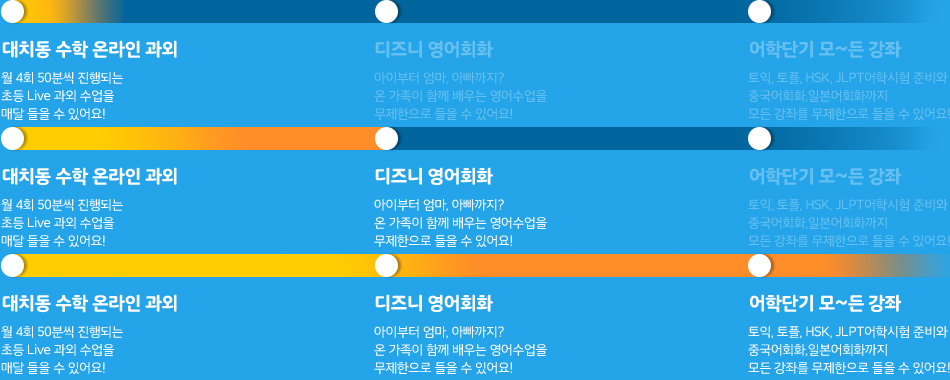 대치동 수학 온라인 과외
월 4회 50분씩 진행되는
초등 Live 과외 수업을
매달 들을 수 있어요!
디즈니 영어회화
아이부터 엄마, 아빠까지?
온 가족이 함께 배우는 영어수업을
무제한으로 들을 수 있어요!
어학단기 모~든 강좌
토익, 토플, HSK, JLPT어학시험 준비와
중국어회화,일본어회화까지
모든 강좌를 무제한으로 들을 수 있어요!
대치동 수학 온라인 과외
월 4회 50분씩 진행되는
초등 Live 과외 수업을
매달 들을 수 있어요!
디즈니 영어회화
아이부터 엄마, 아빠까지?
온 가족이 함께 배우는 영어수업을
무제한으로 들을 수 있어요!
어학단기 모~든 강좌
토익, 토플, HSK, JLPT어학시험 준비와
중국어회화,일본어회화까지
모든 강좌를 무제한으로 들을 수 있어요!
대치동 수학 온라인 과외
월 4회 50분씩 진행되는
초등 Live 과외 수업을
매달 들을 수 있어요!
디즈니 영어회화
아이부터 엄마, 아빠까지?
온 가족이 함께 배우는 영어수업을
무제한으로 들을 수 있어요!
어학단기 모~든 강좌
토익, 토플, HSK, JLPT어학시험 준비와
중국어회화,일본어회화까지
모든 강좌를 무제한으로 들을 수 있어요!